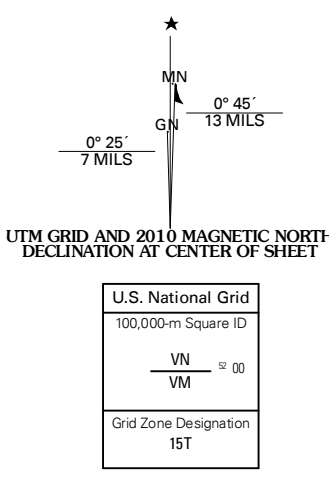 ★
MN
0° 45´
13 MILS
GN
0° 25´
7 MILS
UTM GRID AND 2010 MAGNETIC NORTH
DECLINATION AT CENTER OF SHEET
U.S. National Grid
100,000-m Square ID
VN
52 00
VM
Grid Zone Designation
15T